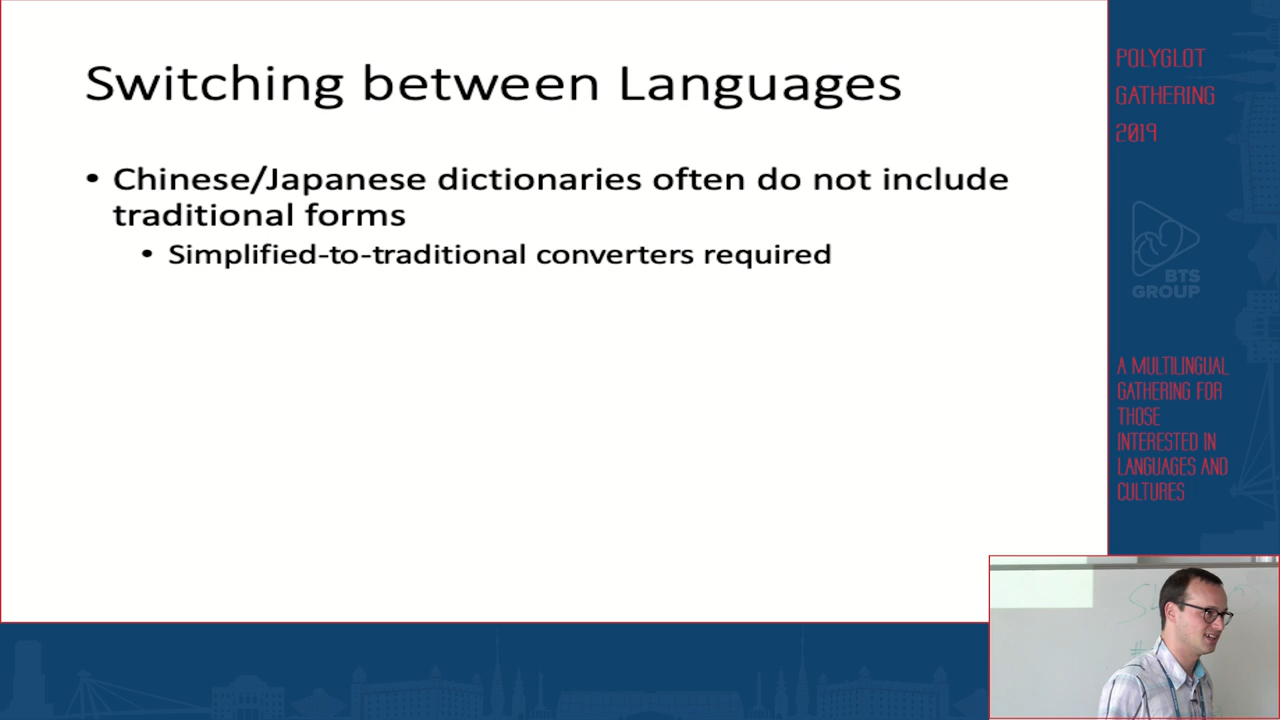 Switching between Languages
• Chinese/Japanese dictionaries often do not include
traditional forms
• Simplified-to-traditional converters required
POLYGLOT
GATHERING
2019
BTS
GROUP
A MULTILINGUAL
GATHERING FOR
THOSE
INTERESTED IN
LANGUAGES AND
CULTURES